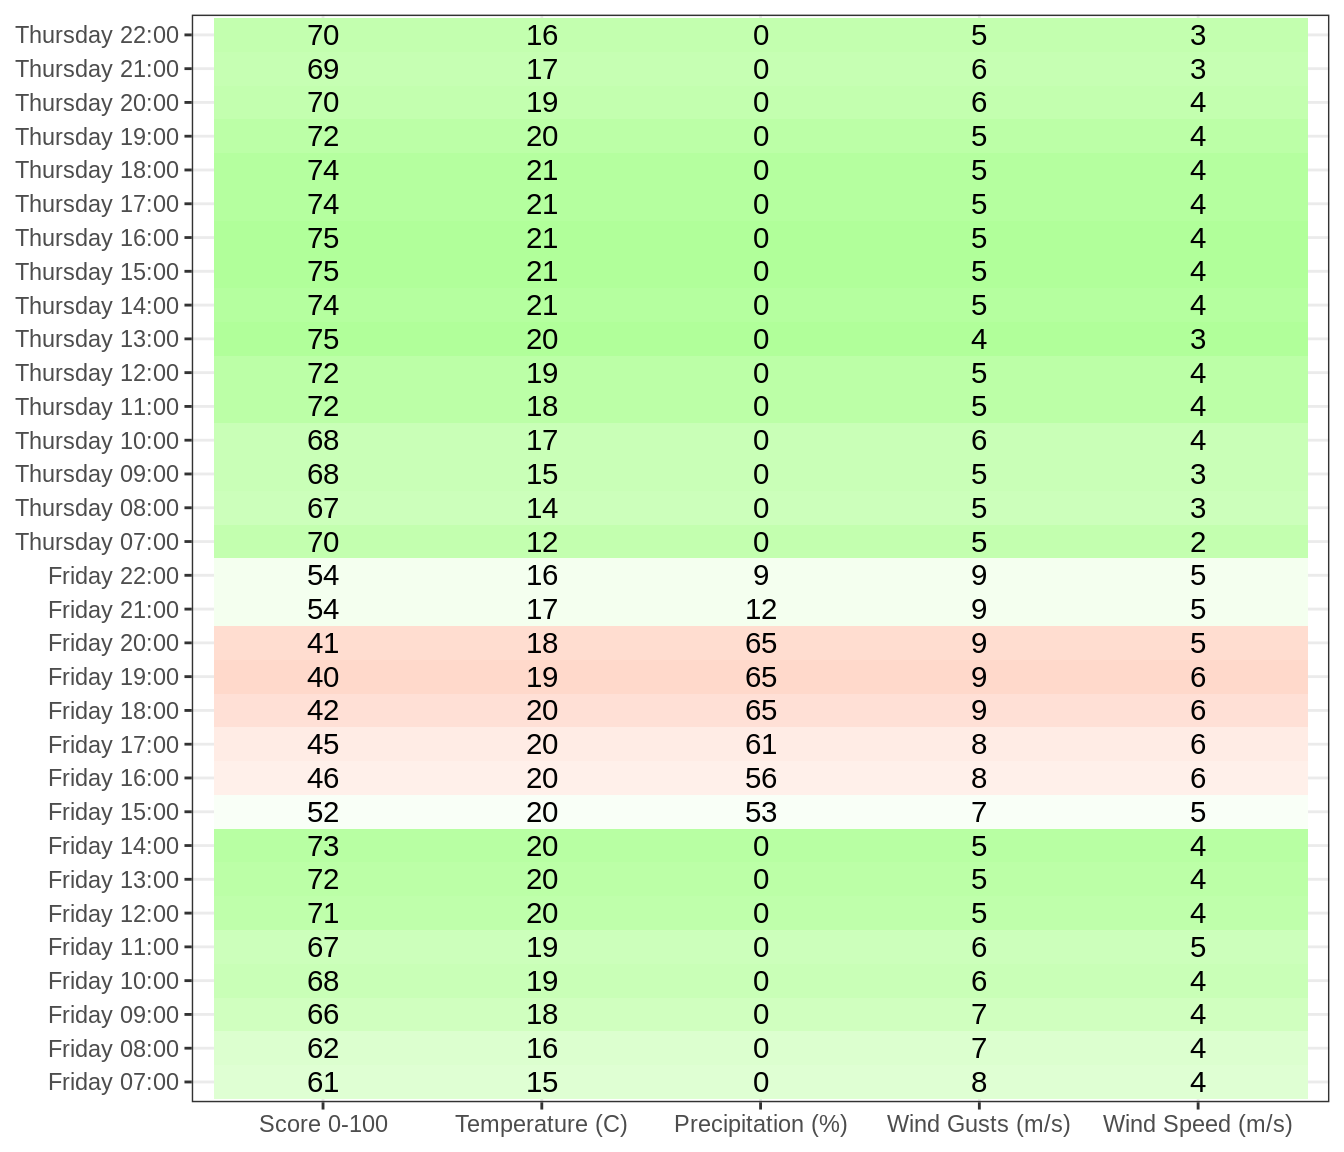 Thursday 22:00 70 16 0 5 3
Thursday 21:00 69 17 0 6 3
Thursday 20:00 70 19 0 6 4
Thursday 19:00 72 20 0 5 4
Thursday 18:00 74 21 0 5 4
Thursday 17:00 74 21 0 5 4
Thursday 16:00 75 21 0 5 4
Thursday 15:00 75 21 0 5 4
Thursday 14:00 74 21 0 5 4
Thursday 13:00 75 20 0 4 3
Thursday 12:00 72 19 0 5 4
Thursday 11:00 72 18 0 5 4
Thursday 10:00 68 17 0 6 4
Thursday 09:00 68 15 0 5 3
Thursday 08:00 67 14 0 5 3
Thursday 07:00 70 12 0 5 2
Friday 22:00 54 16 9 9 5
Friday 21:00 54 17 12 9 5
Friday 20:00 41 18 65 9 5
Friday 19:00 40 19 65 9 6
Friday 18:00 42 20 65 9 6
Friday 17:00 45 20 61 8 6
Friday 16:00 46 20 56 8 6
Friday 15:00 52 20 53 7 5
Friday 14:00 73 20 0 5 4
Friday 13:00 72 20 0 5 4
Friday 12:00 71 20 0 5 4
Friday 11:00 67 19 0 6 5
Friday 10:00 68 19 0 6 4
Friday 09:00 66 18 0 7 4
Friday 08:00 62 16 0 7 4
Friday 07:00 61 15 0 8 4
Score 0-100 Temperature (C) Precipitation (%) Wind Gusts (m/s) Wind Speed (m/s)